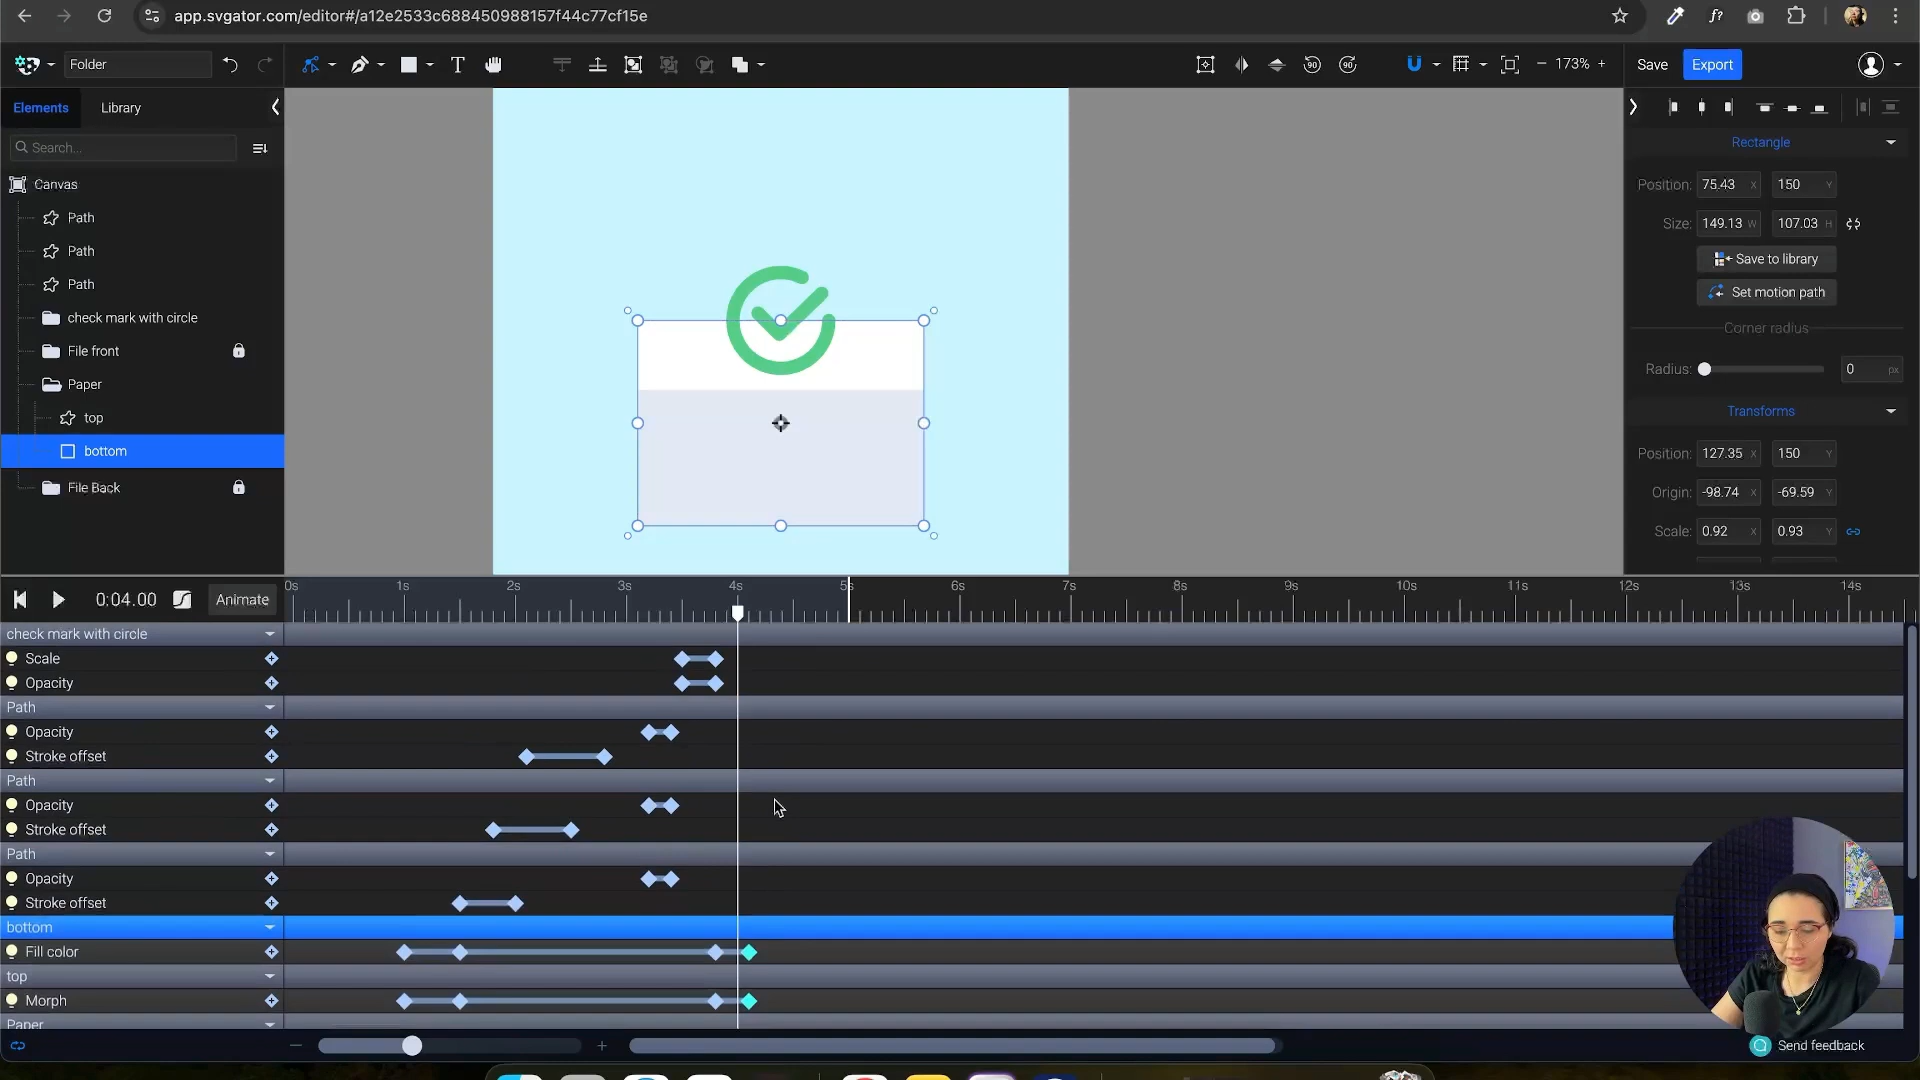 app.svgator.com/editor#/a12e2533c688450988157f44c77cf15e
f?
Folder
T
90
90
173%
Save
Export
Elements
Library
Search...
Canvas
Path
Path
Path
check mark with circle
File front
Paper
top
bottom
File Back
Rectangle
Position: 75.43 X 150 Y
Size: 149.13 W 107.03 H
Save to library
Set motion path
Corner radius
Radius: 0 px
Transforms
Position: 127.35 X 150 Y
Origin: -98.74 X -69.59 Y
Scale: 0.92 X 0.93 Y
0:04.00
Animate
0s 1s 2s 3s 4s 5s 6s 7s 8s 9s 10s 11s 12s 13s 14s
check mark with circle
Scale
Opacity
Path
Opacity
Stroke offset
Path
Opacity
Stroke offset
Path
Opacity
Stroke offset
bottom
Fill color
top
Morph
Paper
Send feedback